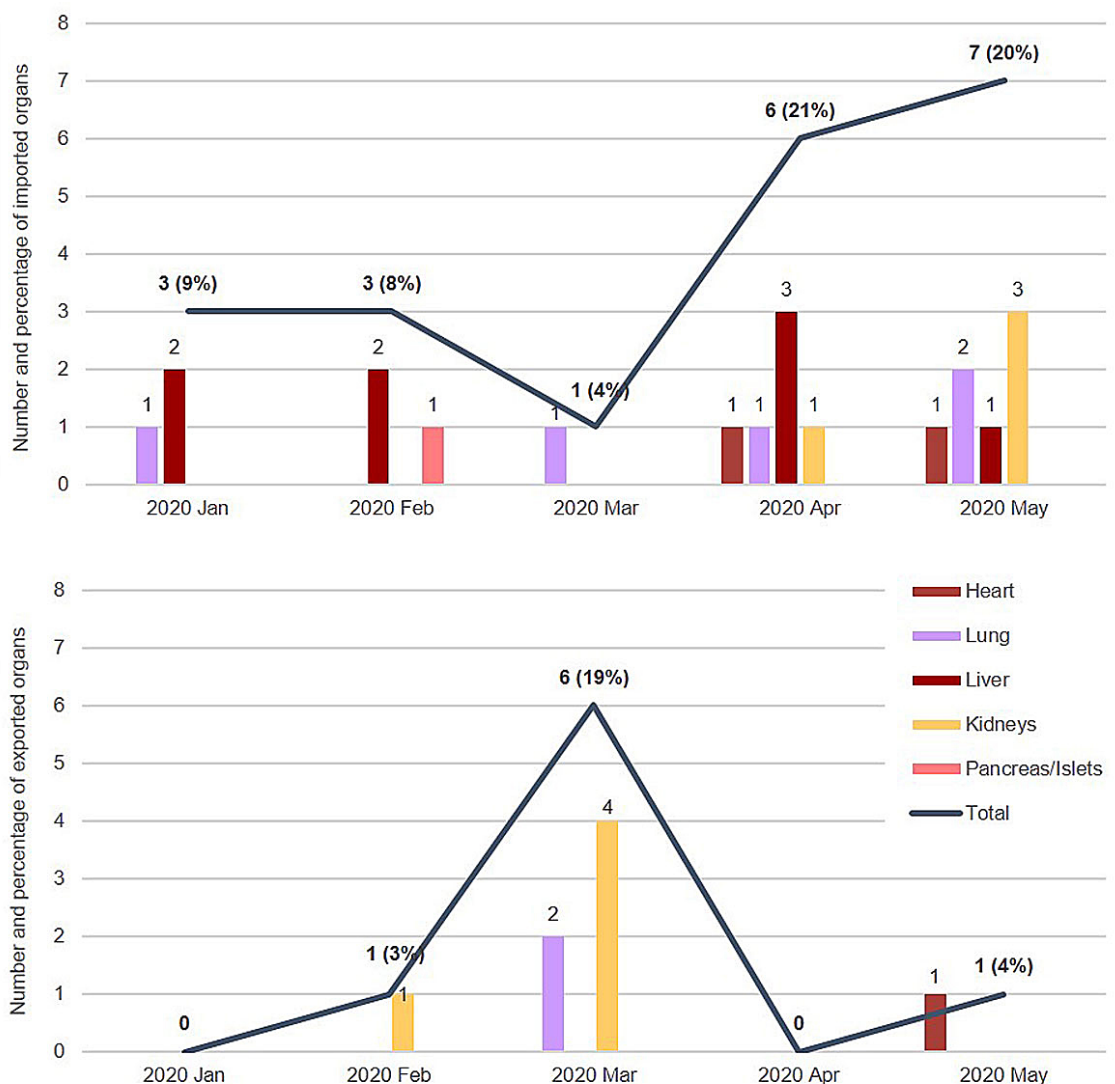 Number and percentage of imported organs
8
7
6
5
4
3
2
1
0
3 (9%)
3 (8%)
1 (4%)
6 (21%)
7 (20%)
1
2
2
1
1
1
1
3
1
1
2
1
3
2020 Jan
2020 Feb
2020 Mar
2020 Apr
2020 May
Number and percentage of exported organs
8
7
6
5
4
3
2
1
0
0
1 (3%)
6 (19%)
0
1 (4%)
1
2
4
1
2020 Jan
2020 Feb
2020 Mar
2020 Apr
2020 May
Heart
Lung
Liver
Kidneys
Pancreas/Islets
Total